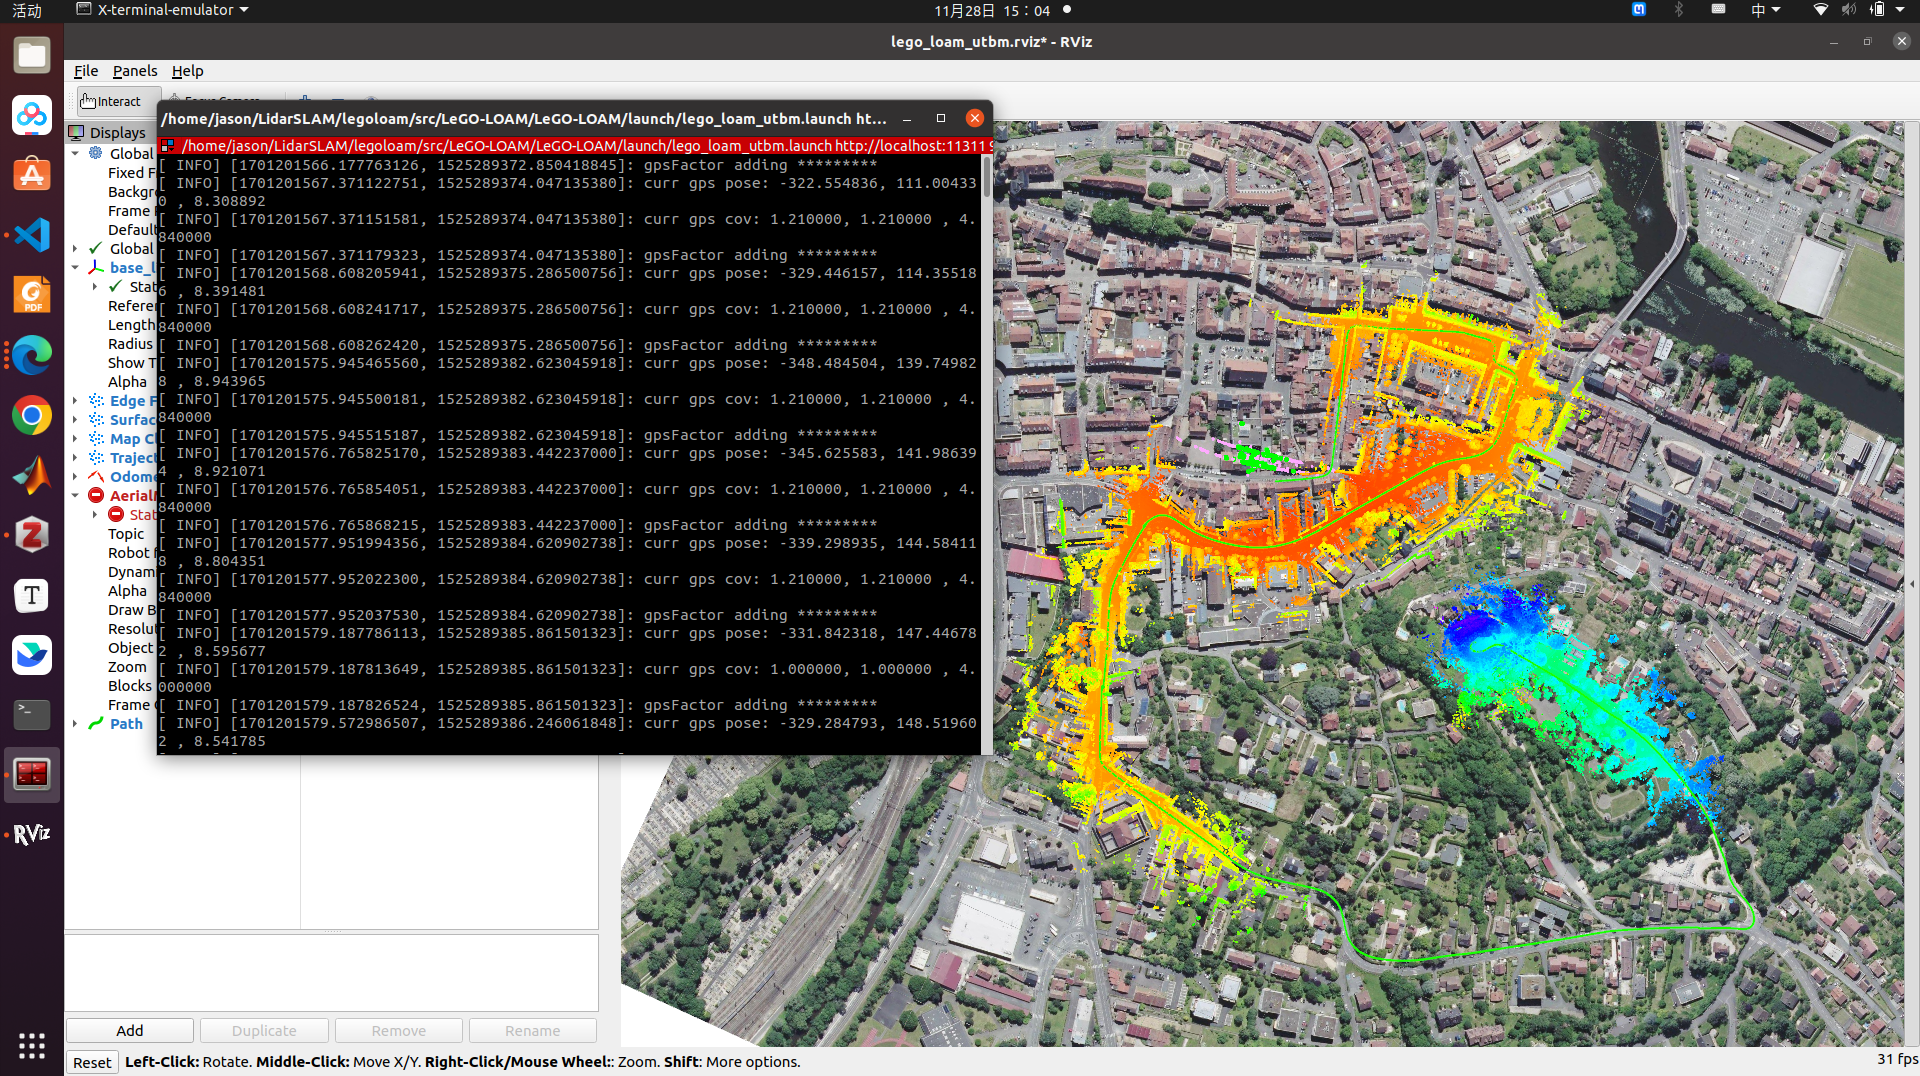 活动
X-terminal-emulator
11月28日 15：04
中
lego_loam_utbm.rviz* - RViz
File Panels Help
Interact
Displays
/home/jason/LidarSLAM/legoloam/src/LeGO-LOAM/LeGO-LOAM/launch/lego_loam_utbm.launch ht...
/home/jason/LidarSLAM/legoloam/src/LeGO-LOAM/LeGO-LOAM/launch/lego_loam_utbm.launch http://localhost:11311
[ INFO] [1701201566.177763126, 1525289372.850418845]: gpsFactor adding *********
[ INFO] [1701201567.371122751, 1525289374.047135380]: curr gps pose: -322.554836, 111.00433
0 , 8.308892
[ INFO] [1701201567.371151581, 1525289374.047135380]: curr gps cov: 1.210000, 1.210000 , 4.
840000
[ INFO] [1701201567.371179323, 1525289374.047135380]: gpsFactor adding *********
[ INFO] [1701201568.608205941, 1525289375.286500756]: curr gps pose: -329.446157, 114.35518
6 , 8.391481
[ INFO] [1701201568.608241717, 1525289375.286500756]: curr gps cov: 1.210000, 1.210000 , 4.
840000
[ INFO] [1701201568.608262420, 1525289375.286500756]: gpsFactor adding *********
[ INFO] [1701201575.945465560, 1525289382.623045918]: curr gps pose: -348.484504, 139.74982
8 , 8.943965
[ INFO] [1701201575.945500181, 1525289382.623045918]: curr gps cov: 1.210000, 1.210000 , 4.
840000
[ INFO] [1701201575.945515187, 1525289382.623045918]: gpsFactor adding *********
[ INFO] [1701201576.765825170, 1525289383.442237000]: curr gps pose: -345.625583, 141.98639
4 , 8.921071
[ INFO] [1701201576.765854051, 1525289383.442237000]: curr gps cov: 1.210000, 1.210000 , 4.
840000
[ INFO] [1701201576.765868215, 1525289383.442237000]: gpsFactor adding *********
[ INFO] [1701201577.951994356, 1525289384.620902738]: curr gps pose: -339.298935, 144.58411
8 , 8.804351
[ INFO] [1701201577.952022300, 1525289384.620902738]: curr gps cov: 1.210000, 1.210000 , 4.
840000
[ INFO] [1701201577.952037530, 1525289384.620902738]: gpsFactor adding *********
[ INFO] [1701201579.187786113, 1525289385.861501323]: curr gps pose: -331.842318, 147.44678
2 , 8.595677
[ INFO] [1701201579.187813649, 1525289385.861501323]: curr gps cov: 1.000000, 1.000000 , 4.
000000
[ INFO] [1701201579.187826524, 1525289385.861501323]: gpsFactor adding *********
[ INFO] [1701201579.572986507, 1525289386.246061848]: curr gps pose: -329.284793, 148.51960
2 , 8.541785
Global
Fixed F
Backgr
Frame
Default
Global
base_l
Stat
Refere
Length
Radius
Show T
Alpha
Edge F
Surfac
Map Cl
Traject
Odome
Aerial
Stat
Topic
Robot
Dynam
Alpha
Draw B
Resolu
Object
Zoom
Blocks
Frame
Path
PDF
Z
T
RViz
Add
Duplicate
Remove
Rename
Reset
Left-Click: Rotate. Middle-Click: Move X/Y. Right-Click/Mouse Wheel:: Zoom. Shift: More options.
31 fps